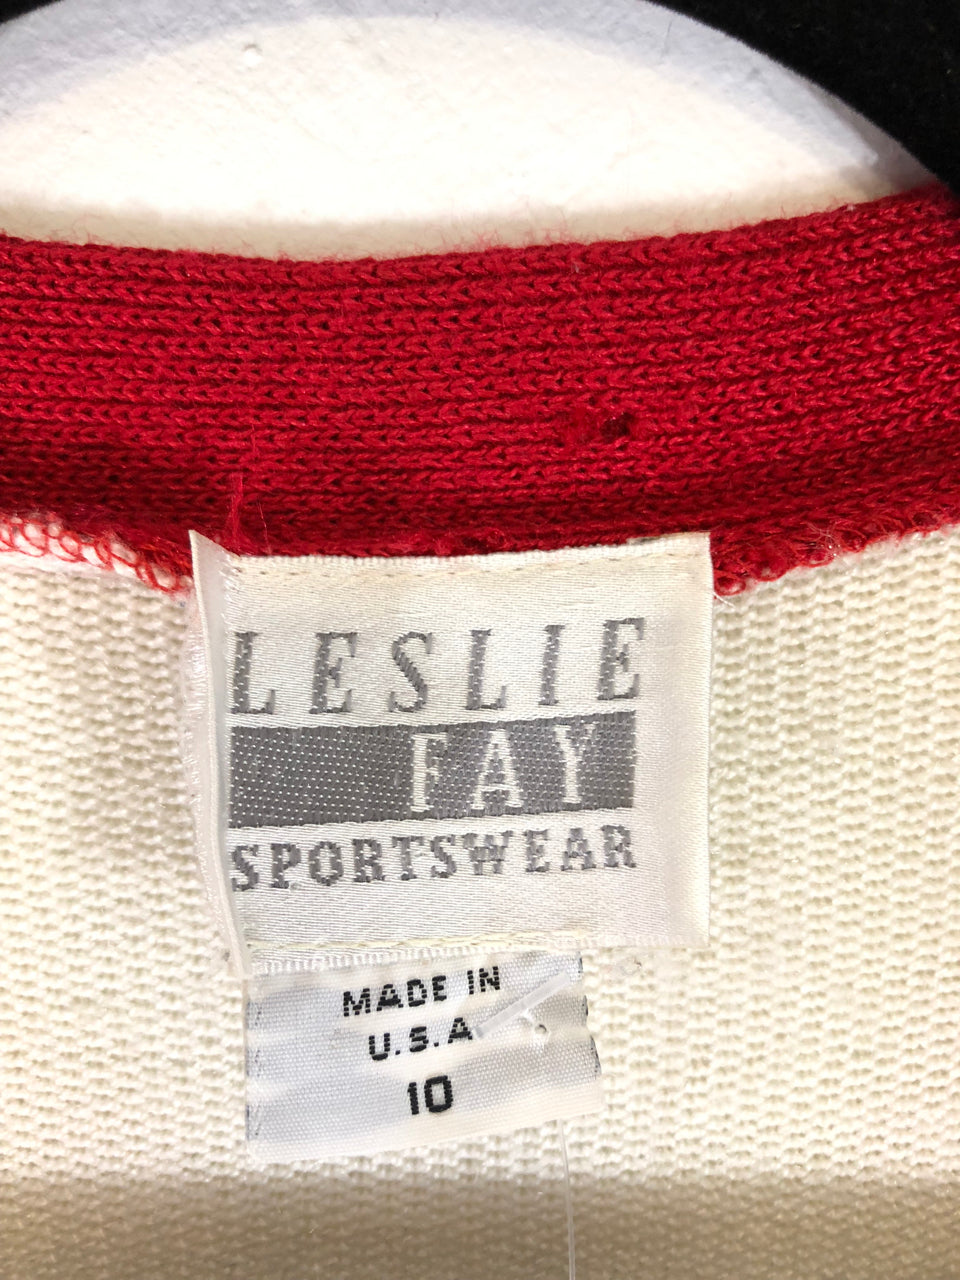 LESLIE
FAY
SPORTSWEAR
MADE IN
U.S.A
10